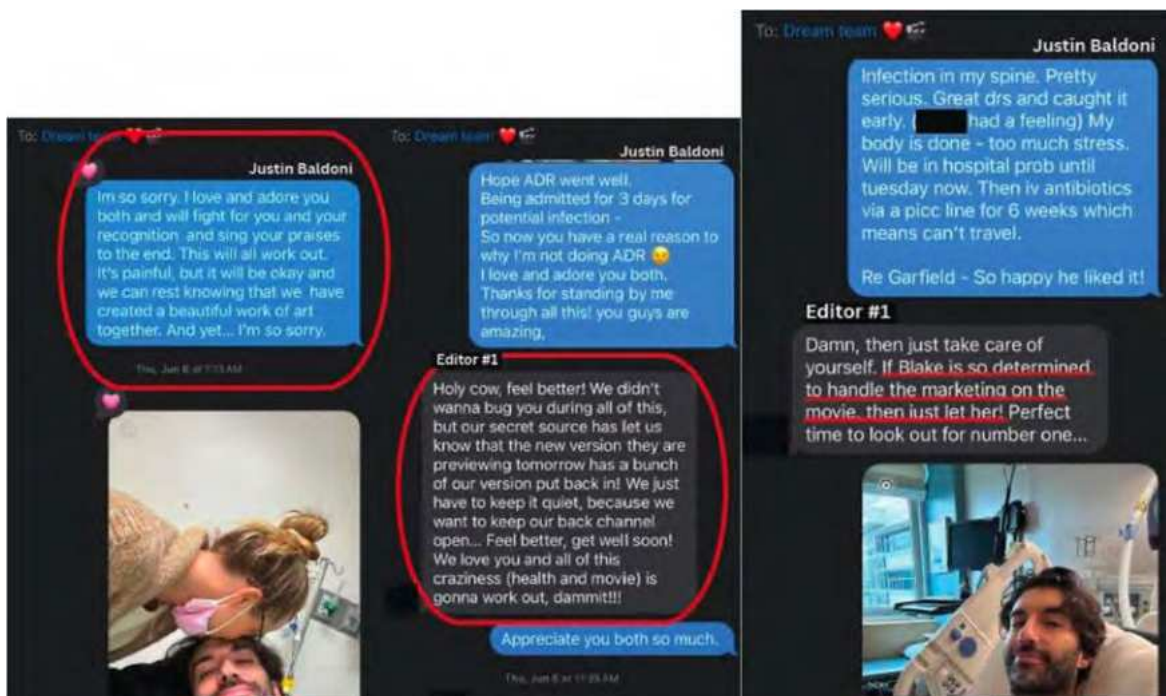 To: Dream team ❤️🎬
Justin Baldoni
Im so sorry. I love and adore you
both and will fight for you and your
recognition and sing your praises
to the end. This will all work out.
It's painful, but it will be okay and
we can rest knowing that we have
created a beautiful work of art
together. And yet... I'm so sorry.
Thu, Jun 6 at 7:13 AM
To: Dream team ❤️🎬
Justin Baldoni
Hope ADR went well.
Being admitted for 3 days for
potential infection -
So now you have a real reason to
why I'm not doing ADR
I love and adore you both.
Thanks for standing by me
through all this! you guys are
amazing,
Editor #1
Holy cow, feel better! We didn't
wanna bug you during all of this,
but our secret source has let us
know that the new version they are
previewing tomorrow has a bunch
of our version put back in! We just
have to keep it quiet, because we
want to keep our back channel
open... Feel better, get well soon!
We love you and all of this
craziness (health and movie) is
gonna work out, dammit!!!
Appreciate you both so much.
Thu, Jun 6 at
To: Dream team ❤️🎬
Justin Baldoni
Infection in my spine. Pretty
serious. Great drs and caught it
early. ( had a feeling) My
body is done - too much stress.
Will be in hospital prob until
tuesday now. Then iv antibiotics
via a picc line for 6 weeks which
means can't travel.
Re Garfield - So happy he liked it!
Editor #1
Damn, then just take care of
yourself. If Blake is so determined
to handle the marketing on the
movie, then just let her! Perfect
time to look out for number one...